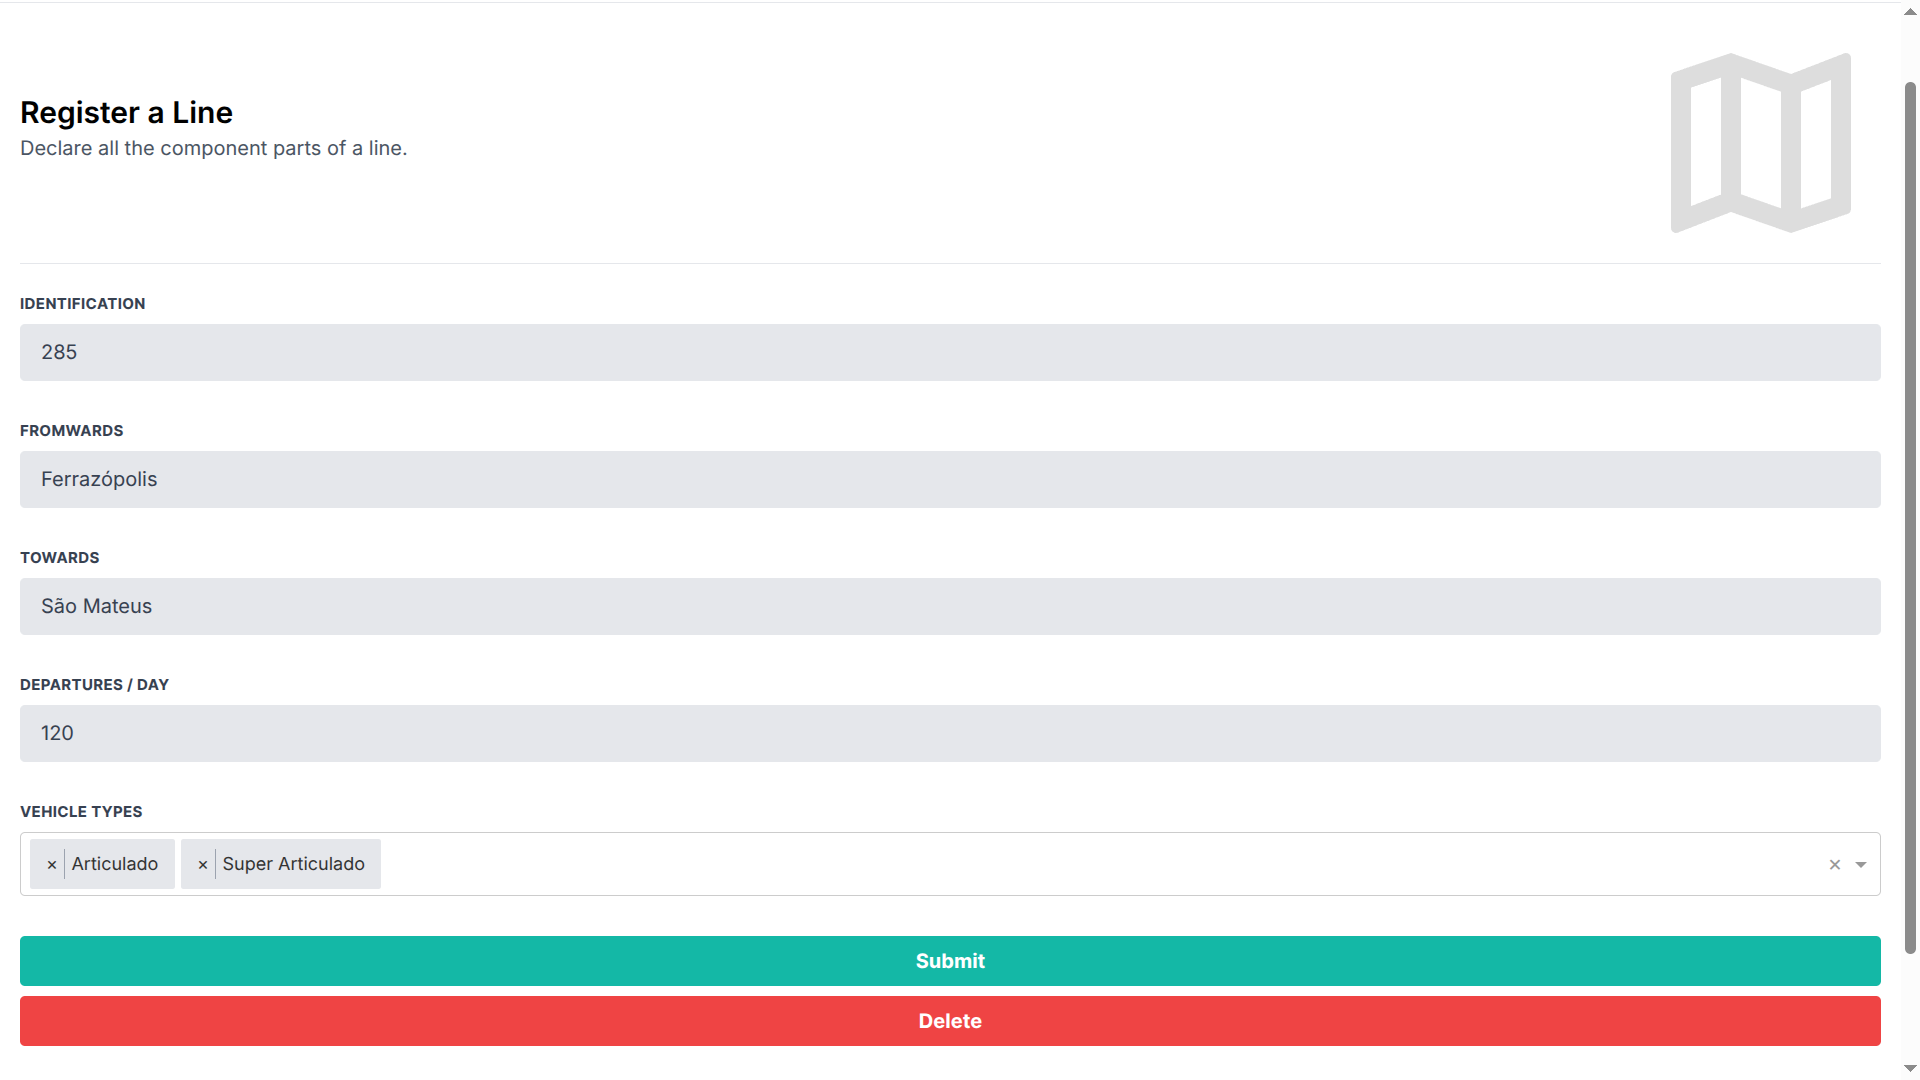 Register a Line
Declare all the component parts of a line.
IDENTIFICATION
285
FROMWARDS
Ferrazópolis
TOWARDS
São Mateus
DEPARTURES / DAY
120
VEHICLE TYPES
× Articulado × Super Articulado ×
Submit
Delete